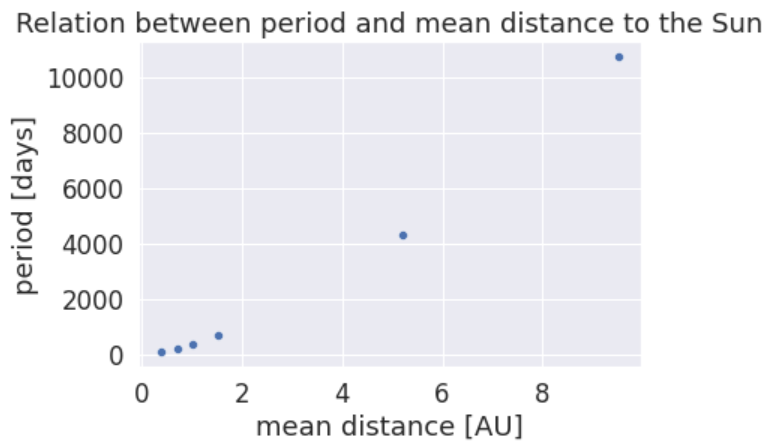 Relation between period and mean distance to the Sun
period [days]
10000
8000
6000
4000
2000
0
0 2 4 6 8
mean distance [AU]